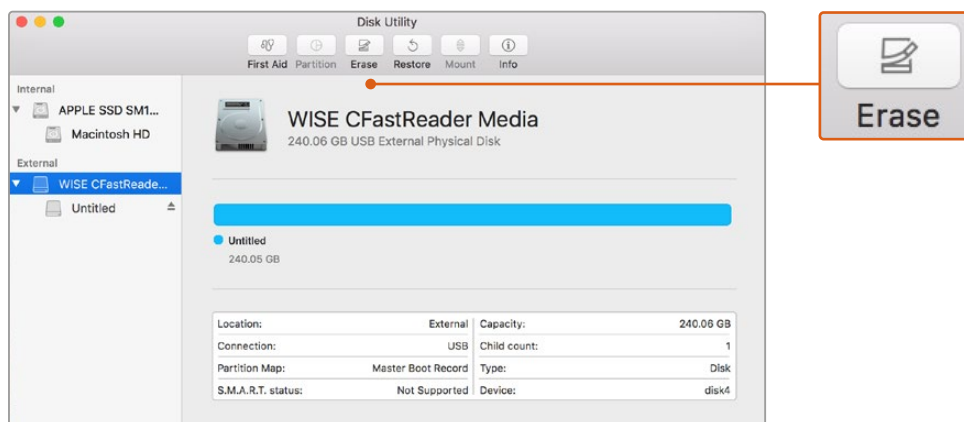 Disk Utility
First Aid Partition Erase Restore Mount Info
Erase
Internal
APPLE SSD SM1...
Macintosh HD
External
WISE CFastReade...
Untitled
WISE CFastReader Media
240.06 GB USB External Physical Disk
Untitled
240.05 GB
Location: External Capacity: 240.06 GB
Connection: USB Child count: 1
Partition Map: Master Boot Record Type: Disk
S.M.A.R.T. status: Not Supported Device: disk4